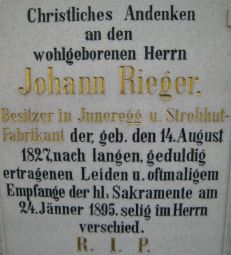 Christliches Andenken
an den
wohlgeborenen Herrn
Johann Rieger.
Besitzer in Inneregg u. Strohhut-
Fabrikant der, geb. den 14. August
1827, nach langen, geduldig
ertragenen Leiden u. oftmaligem
Empfange der hl: Sakramente am
24. Jänner 1895. selig im Herrn
verschied.
R. I. P.